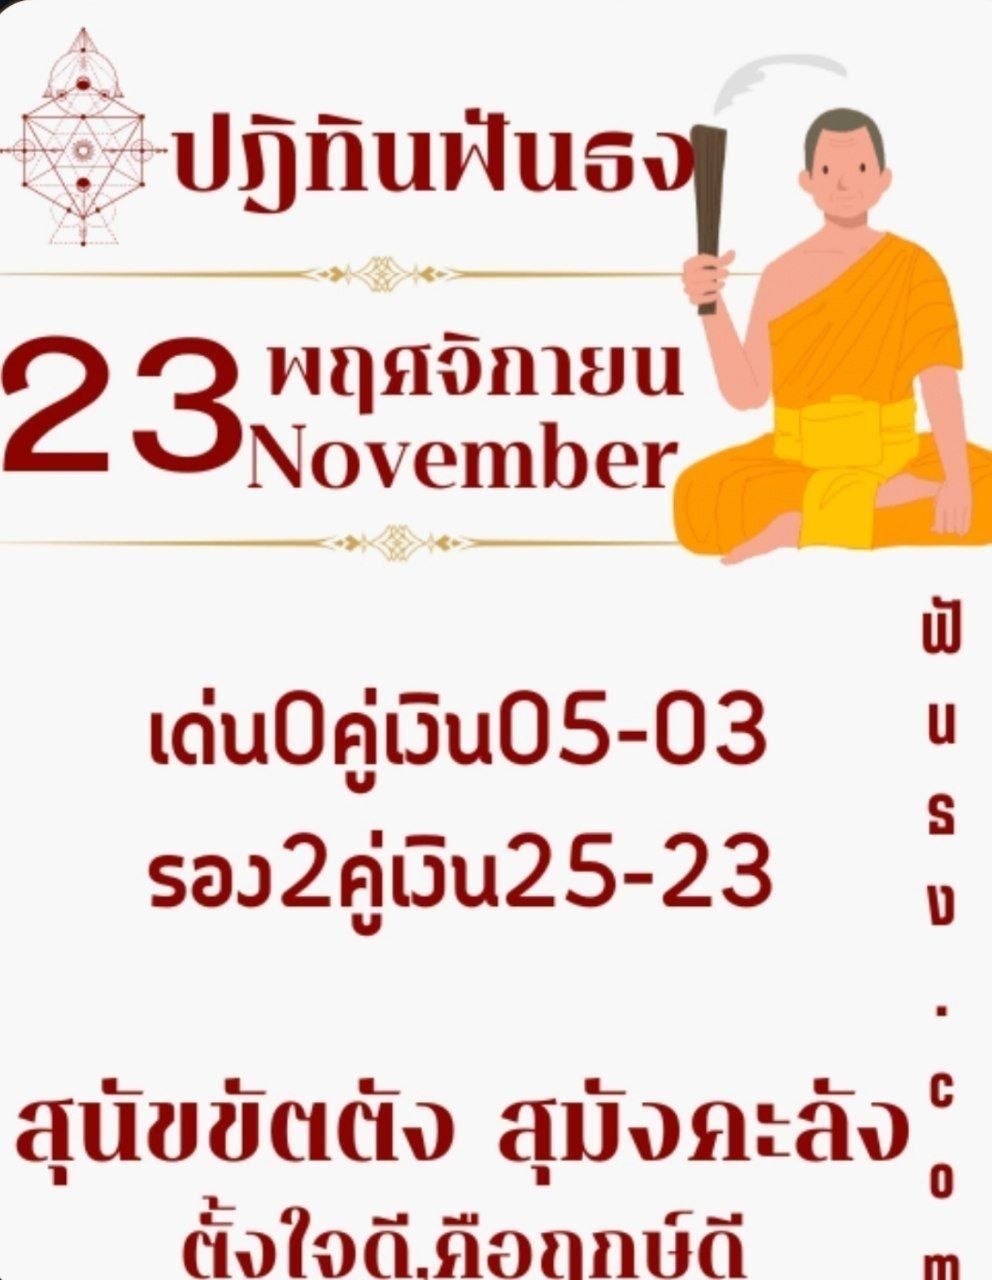 ปฏิทินฟันธง
23 พฤศจิกายน
November
เด่น0คู่เงิน05-03
รอง2คู่เงิน25-23
สุนัขขัตตัง สุมังคะลัง
ตั้งใจดี,คือฤกษ์ดี
ฟันธง.com